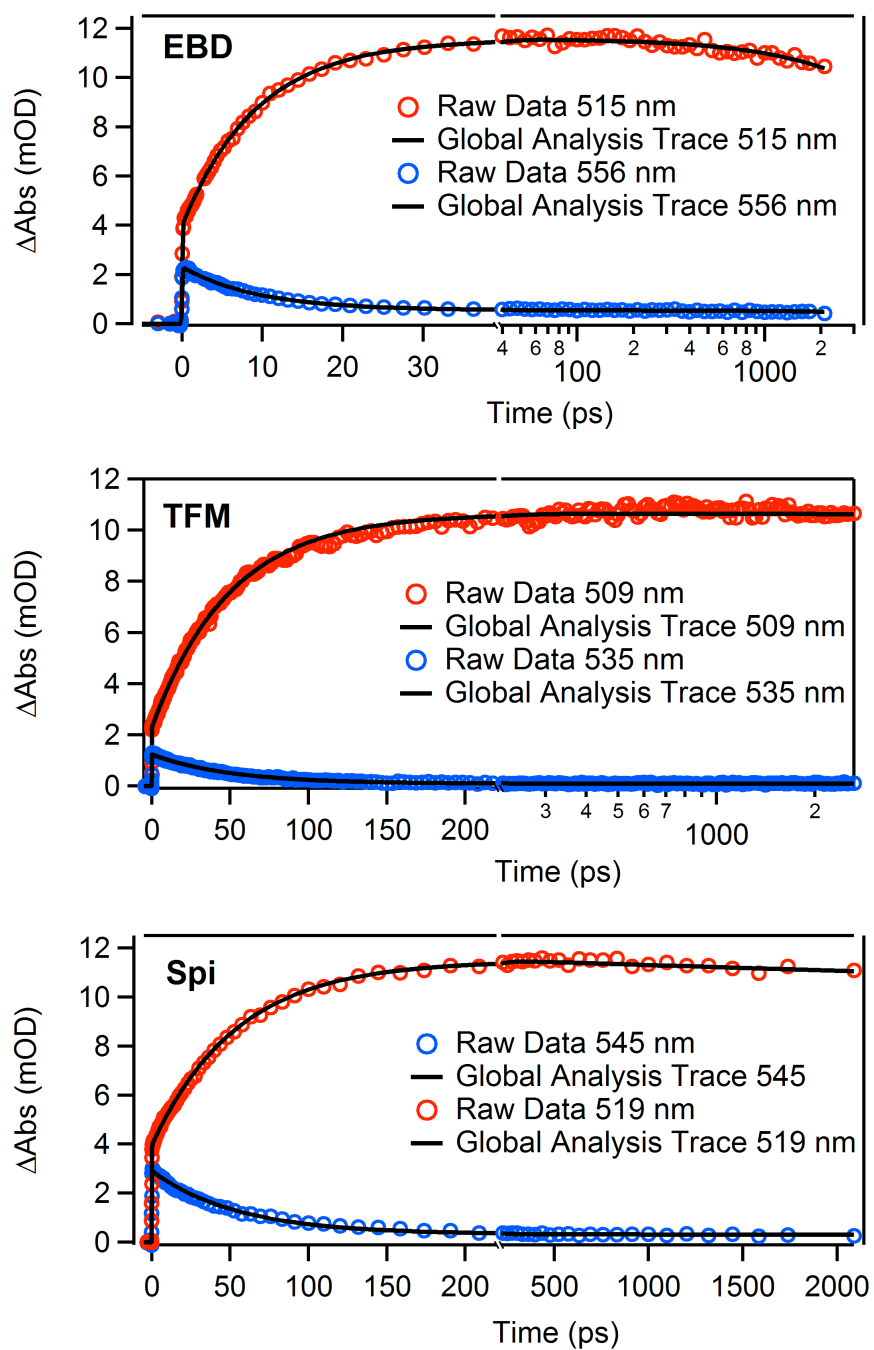 EBD
12
10
8
6
4
2
0
ΔAbs (mOD)
Raw Data 515 nm
Global Analysis Trace 515 nm
Raw Data 556 nm
Global Analysis Trace 556 nm
0 10 20 30 4 6 8 100 2 4 6 8 1000 2
Time (ps)
TFM
12
10
8
6
4
2
0
ΔAbs (mOD)
Raw Data 509 nm
Global Analysis Trace 509 nm
Raw Data 535 nm
Global Analysis Trace 535 nm
0 50 100 150 200 3 4 5 6 7 1000 2
Time (ps)
Spi
12
10
8
6
4
2
0
ΔAbs (mOD)
Raw Data 545 nm
Global Analysis Trace 545
Raw Data 519 nm
Global Analysis Trace 519 nm
0 50 100 150 200 500 1000 1500 2000
Time (ps)